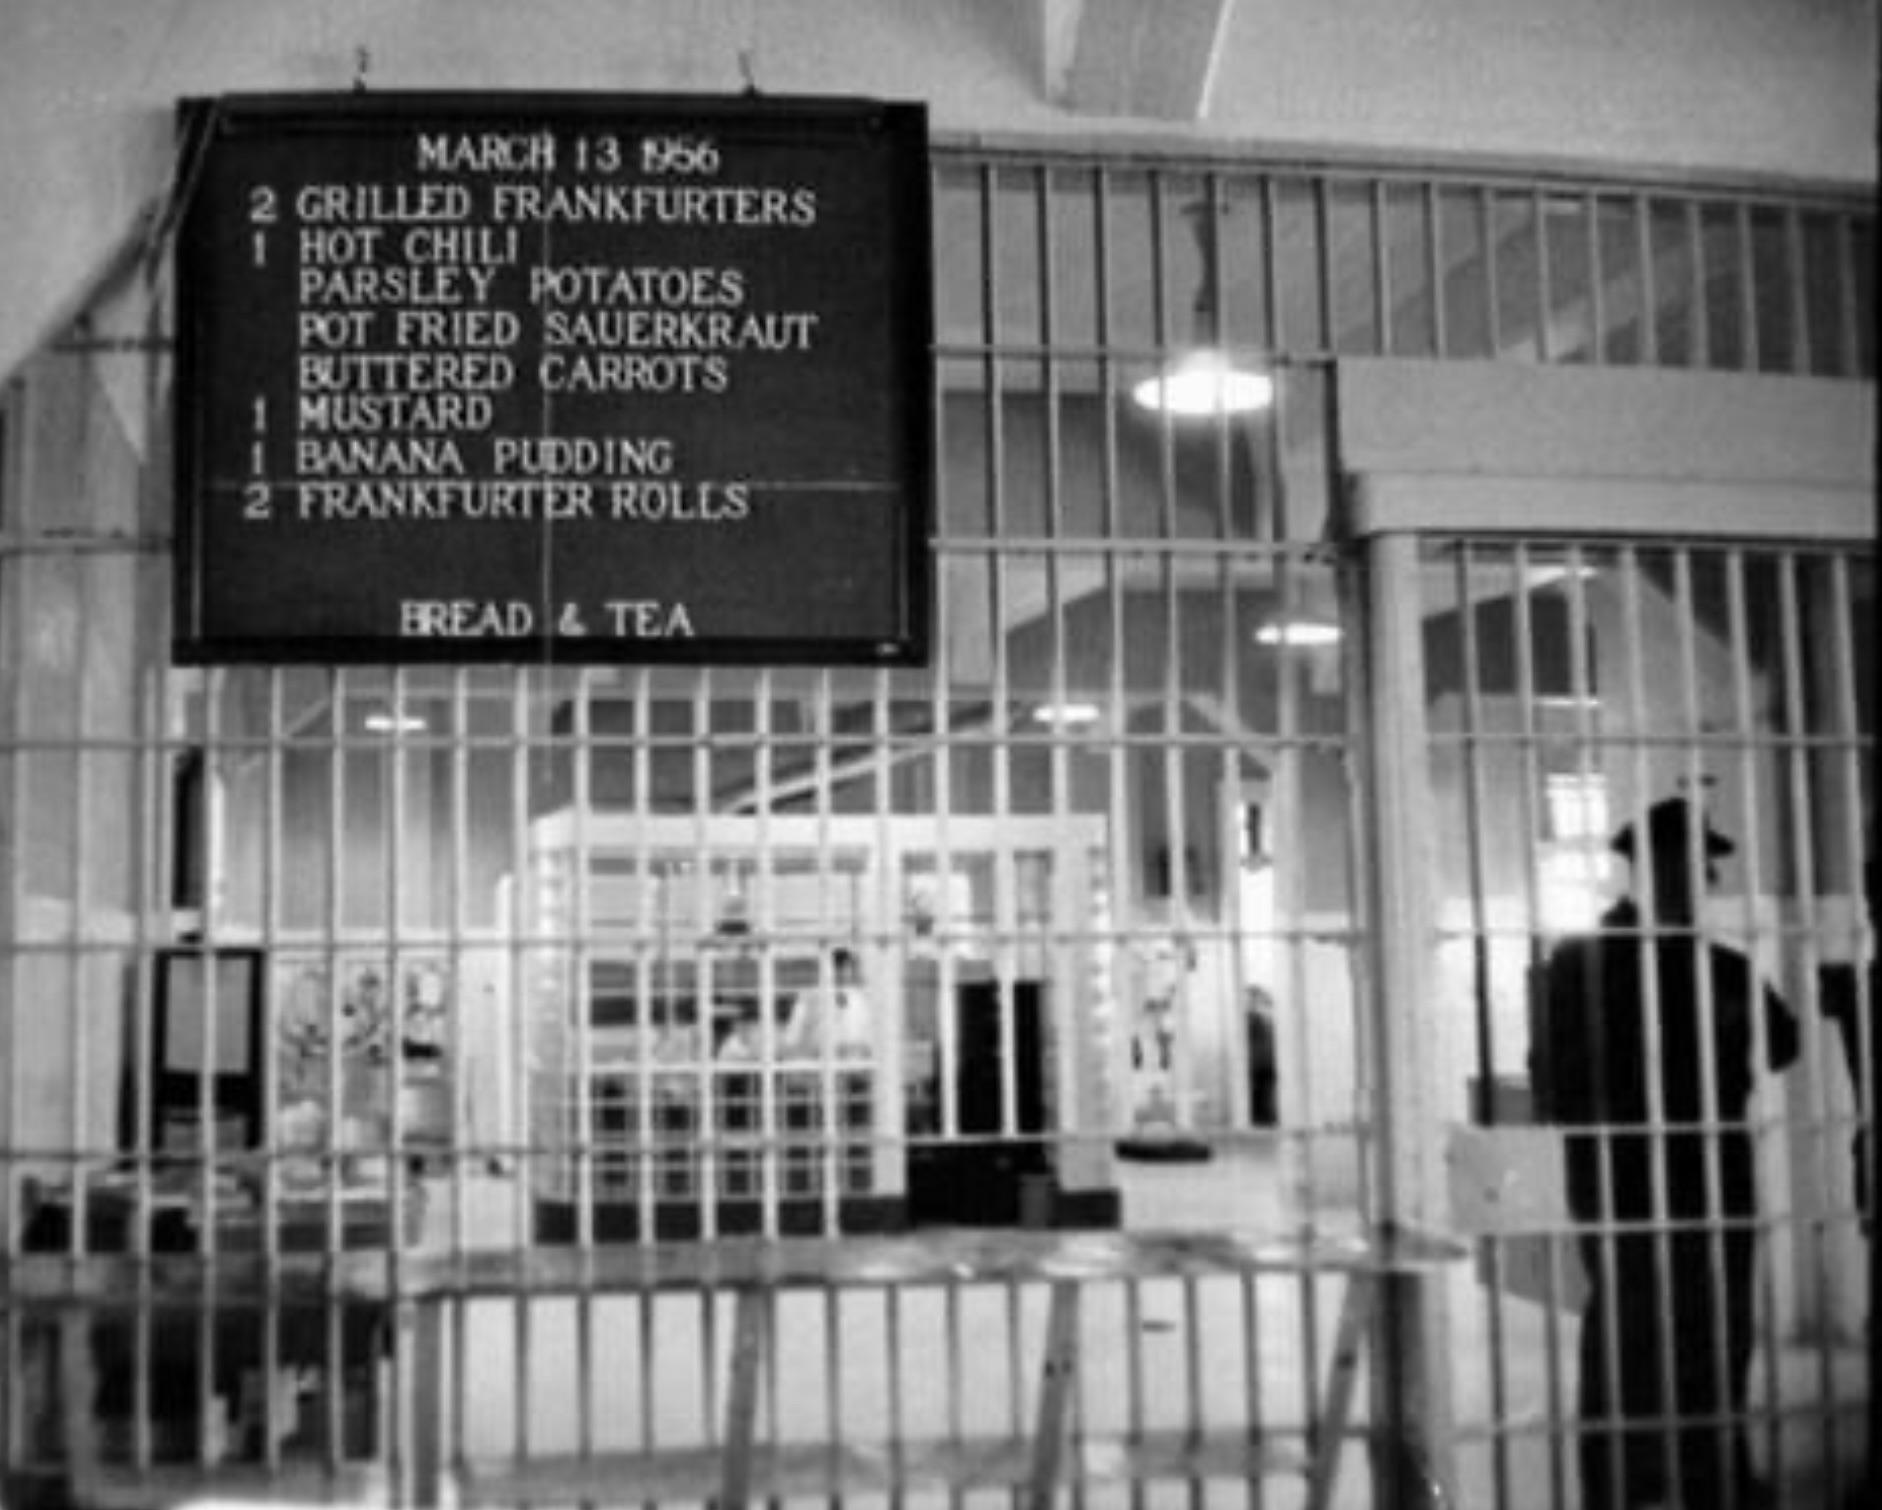 MARCH 13 1956
2 GRILLED FRANKFURTERS
1 HOT CHILI
PARSLEY POTATOES
POT FRIED SAUERKRAUT
BUTTERED CARROTS
1 MUSTARD
1 BANANA PUDDING
2 FRANKFURTER ROLLS
BREAD & TEA